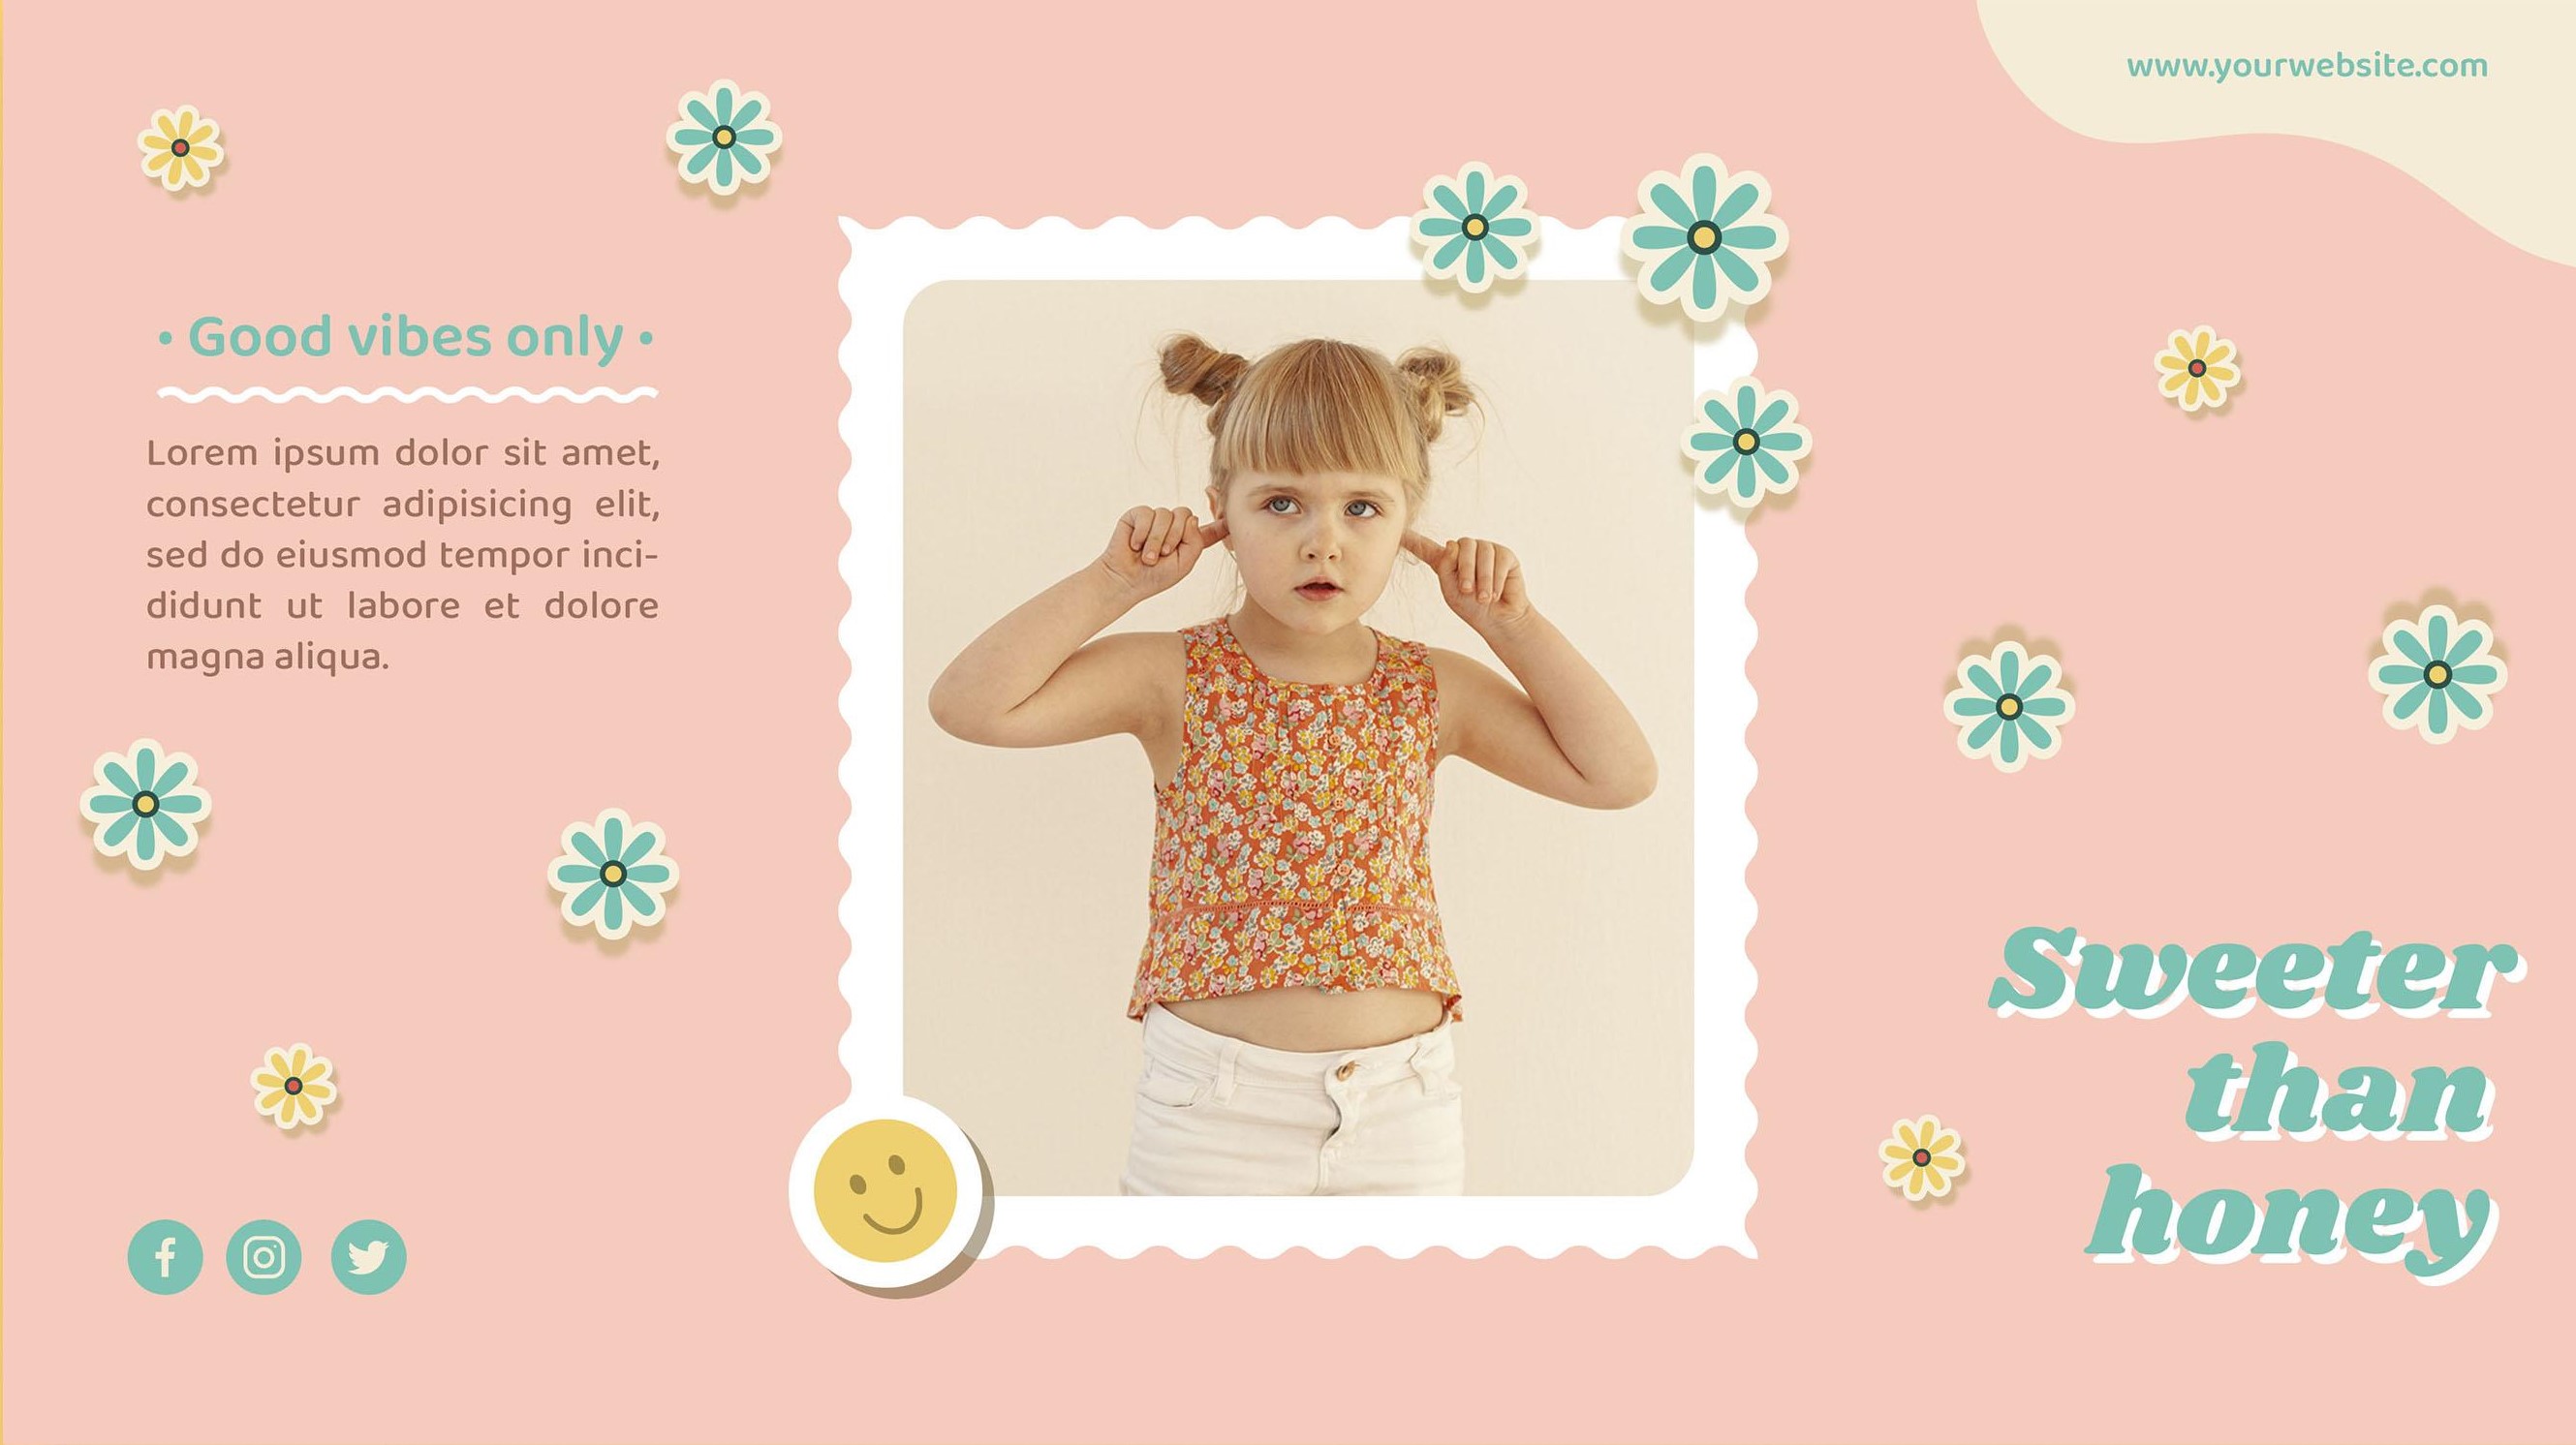 www.yourwebsite.com
• Good vibes only •
Lorem ipsum dolor sit amet,
consectetur adipisicing elit,
sed do eiusmod tempor inci-
didunt ut labore et dolore
magna aliqua.
Sweeter
than
honey